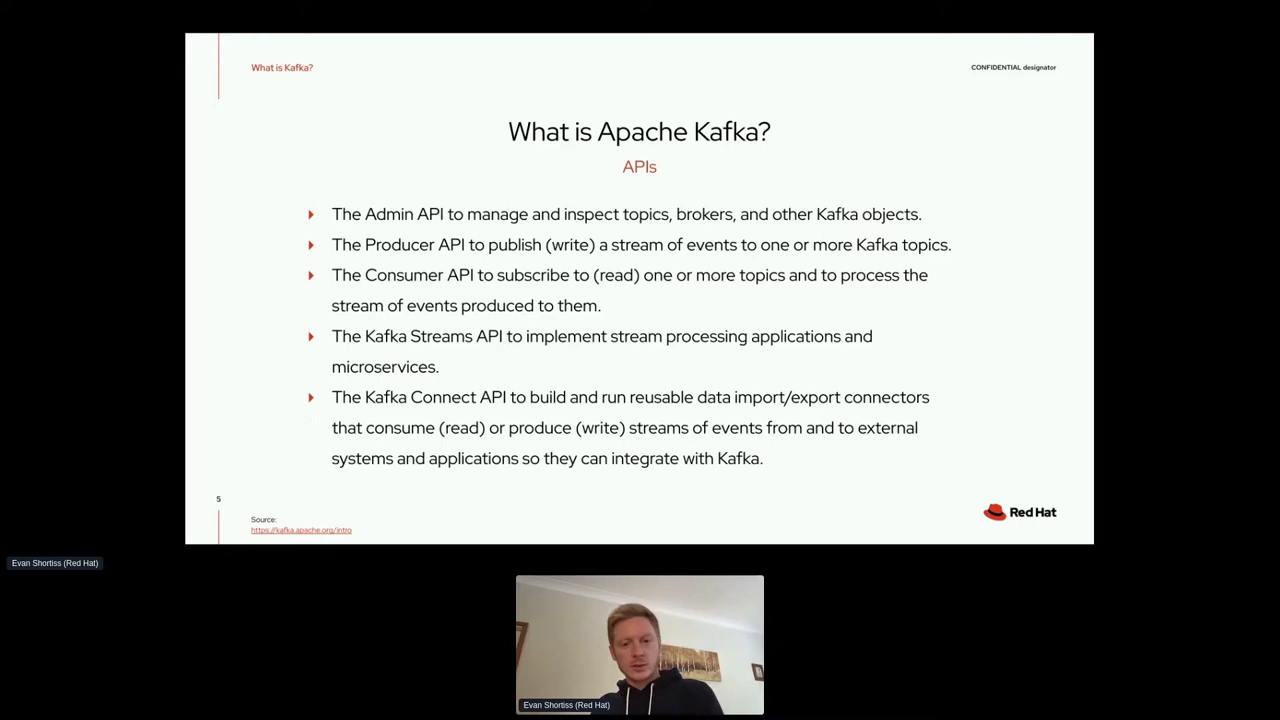 What is Kafka?
CONFIDENTIAL designator
What is Apache Kafka?
APIs
The Admin API to manage and inspect topics, brokers, and other Kafka objects.
The Producer API to publish (write) a stream of events to one or more Kafka topics.
The Consumer API to subscribe to (read) one or more topics and to process the
stream of events produced to them.
The Kafka Streams API to implement stream processing applications and
microservices.
The Kafka Connect API to build and run reusable data import/export connectors
that consume (read) or produce (write) streams of events from and to external
systems and applications so they can integrate with Kafka.
5
Source:
https://kafka.apache.org/intro
Red Hat
Evan Shortiss (Red Hat)
Evan Shortiss (Red Hat)